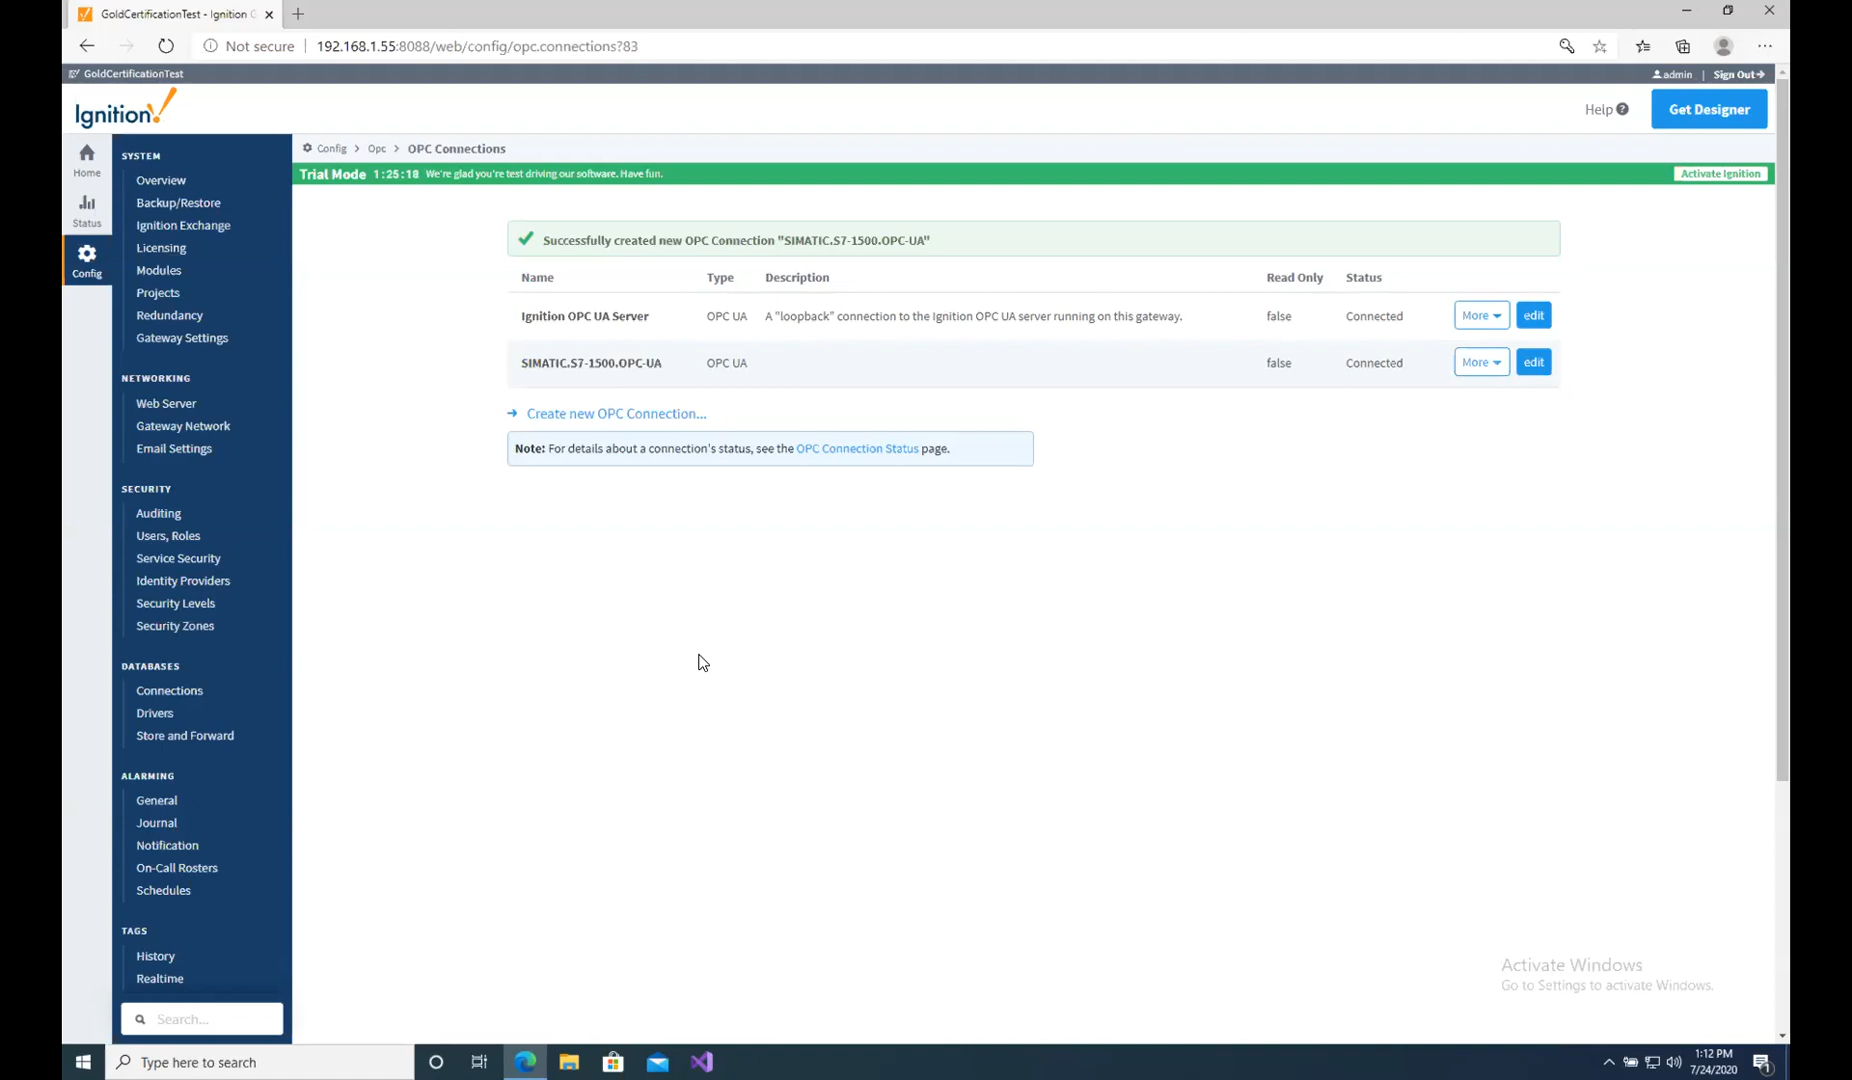 GoldCertificationTest - Ignition G
Not secure 192.168.1.55:8088/web/config/opc.connections?83
GoldCertificationTest
admin | Sign Out
Ignition!
Help
Get Designer
Home
Status
Config
SYSTEM
Overview
Backup/Restore
Ignition Exchange
Licensing
Modules
Projects
Redundancy
Gateway Settings
NETWORKING
Web Server
Gateway Network
Email Settings
SECURITY
Auditing
Users, Roles
Service Security
Identity Providers
Security Levels
Security Zones
DATABASES
Connections
Drivers
Store and Forward
ALARMING
General
Journal
Notification
On-Call Rosters
Schedules
TAGS
History
Realtime
Search...
Config > Opc > OPC Connections
Trial Mode 1:25:18 We're glad you're test driving our software. Have fun.
Activate Ignition
Successfully created new OPC Connection "SIMATIC.S7-1500.OPC-UA"
Name Type Description Read Only Status
Ignition OPC UA Server OPC UA A "loopback" connection to the Ignition OPC UA server running on this gateway. false Connected More edit
SIMATIC.S7-1500.OPC-UA OPC UA false Connected More edit
Create new OPC Connection...
Note: For details about a connection's status, see the OPC Connection Status page.
Activate Windows
Go to Settings to activate Windows.
Type here to search
1:12 PM
7/24/2020
1